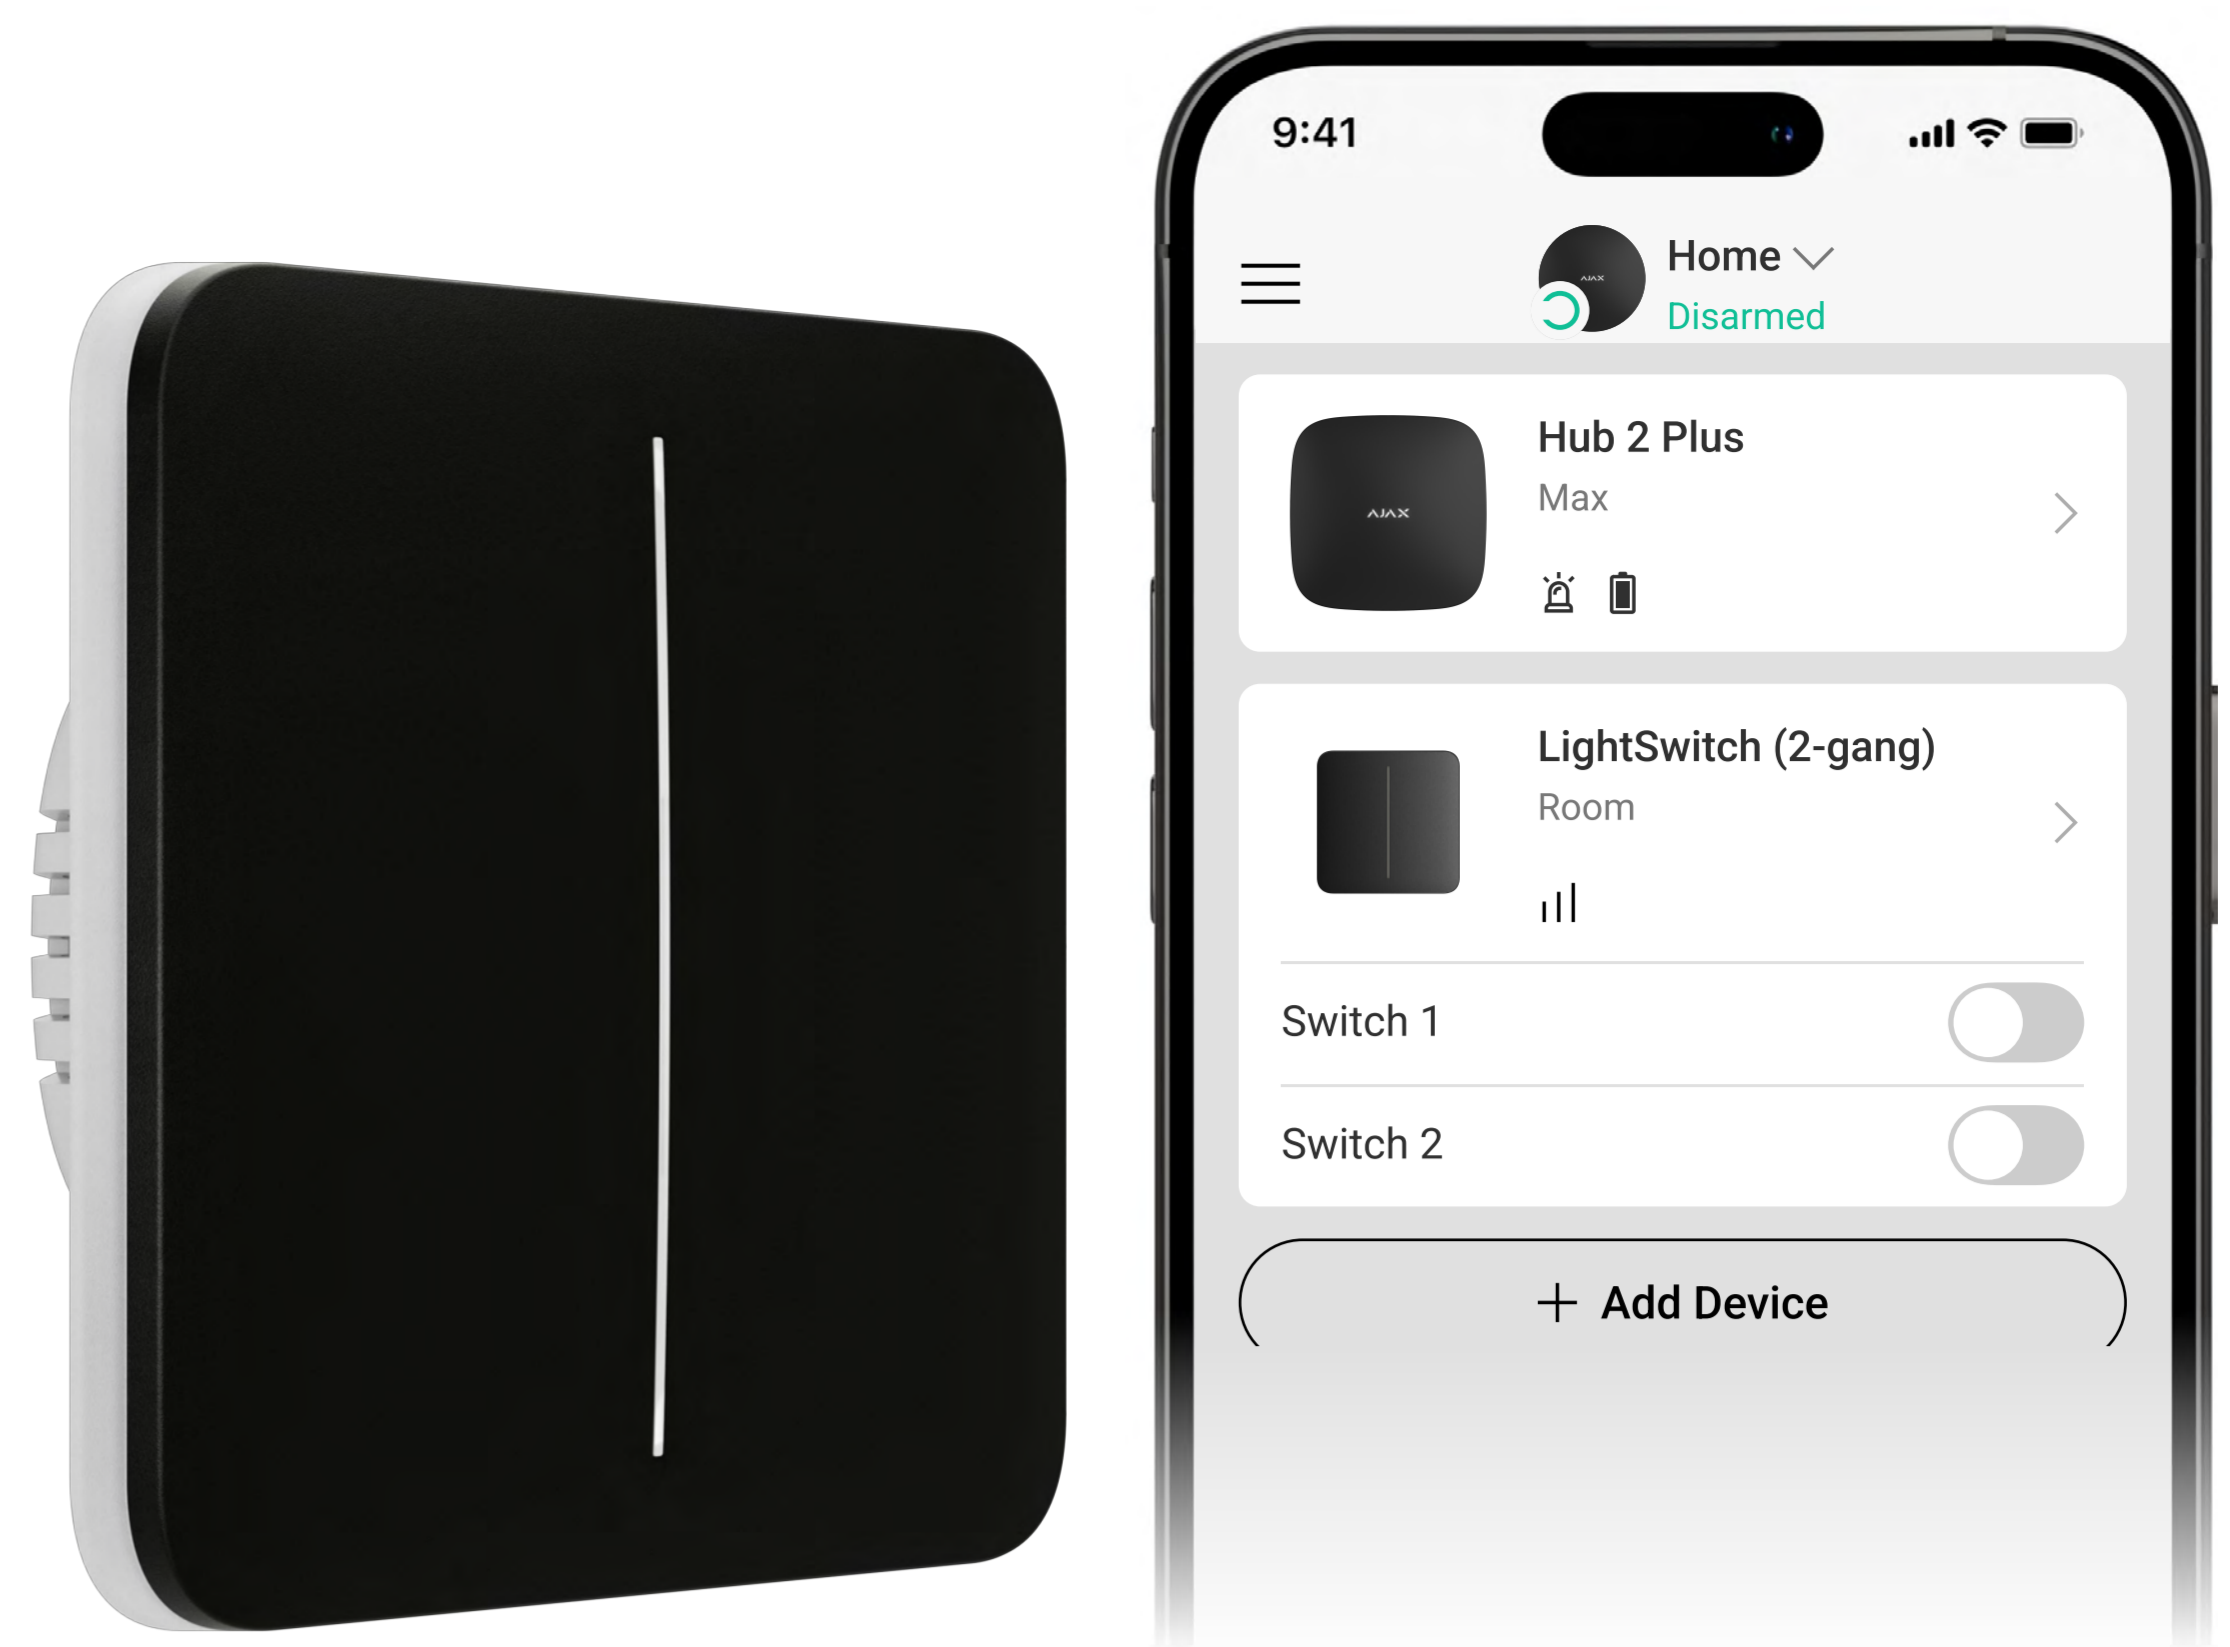 9:41
AJAX
Home
Disarmed
AJAX
Hub 2 Plus
Max
LightSwitch (2-gang)
Room
Switch 1
Switch 2
+ Add Device